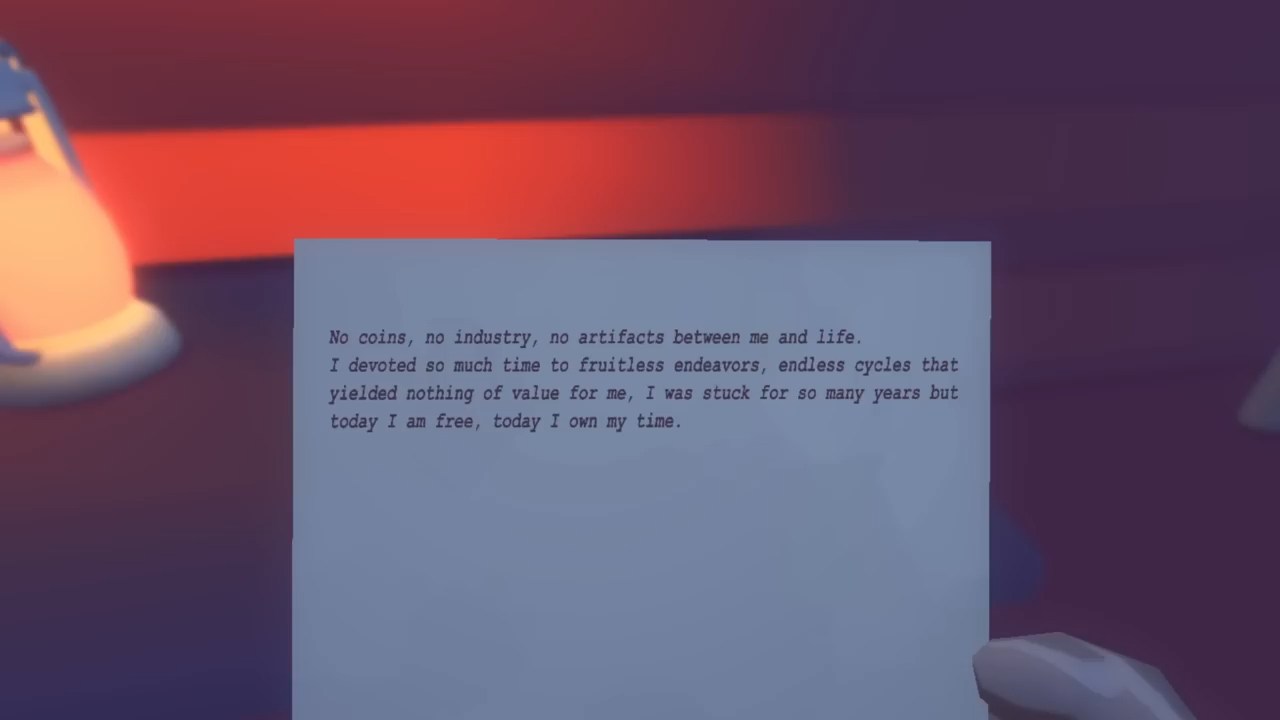 No coins, no industry, no artifacts between me and life.
I devoted so much time to fruitless endeavors, endless cycles that
yielded nothing of value for me, I was stuck for so many years but
today I am free, today I own my time.